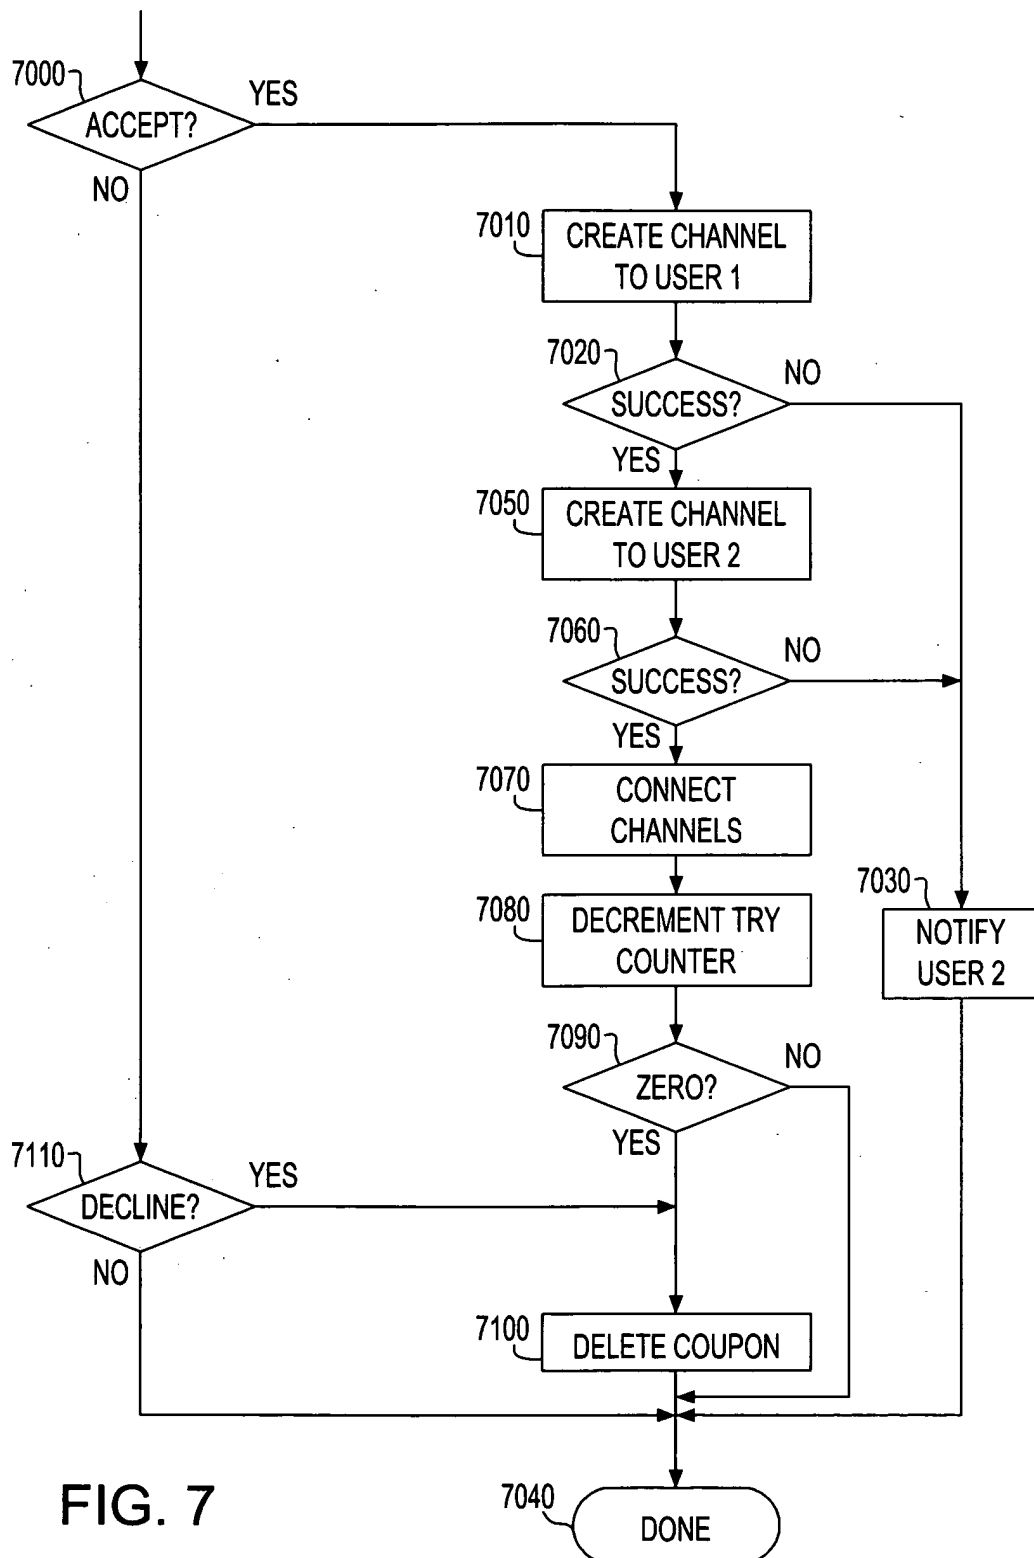 7000
ACCEPT?
YES
NO
7010
CREATE CHANNEL
TO USER 1
7020
SUCCESS?
NO
YES
7050
CREATE CHANNEL
TO USER 2
7060
SUCCESS?
NO
YES
7070
CONNECT
CHANNELS
7080
DECREMENT TRY
COUNTER
7030
NOTIFY
USER 2
7090
ZERO?
NO
YES
7110
DECLINE?
YES
NO
7100
DELETE COUPON
7040
DONE
FIG. 7